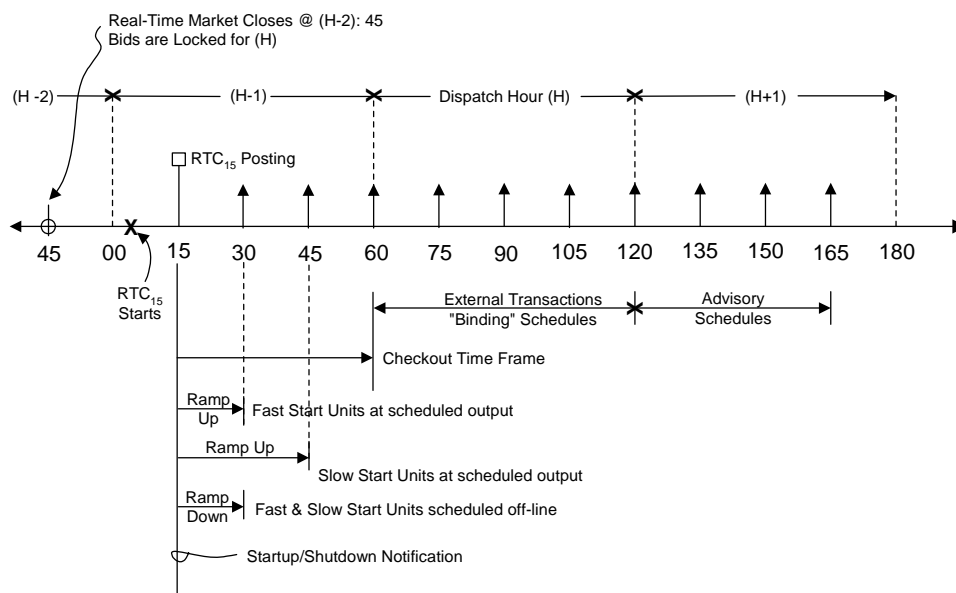 Real-Time Market Closes @ (H-2): 45
Bids are Locked for (H)
(H -2)
(H-1)
Dispatch Hour (H)
(H+1)
RTC15 Posting
45
00
15
30
45
60
75
90
105
120
135
150
165
180
RTC15
Starts
External Transactions
"Binding" Schedules
Advisory
Schedules
Checkout Time Frame
Ramp
Up
Fast Start Units at scheduled output
Ramp Up
Slow Start Units at scheduled output
Ramp
Down
Fast & Slow Start Units scheduled off-line
Startup/Shutdown Notification